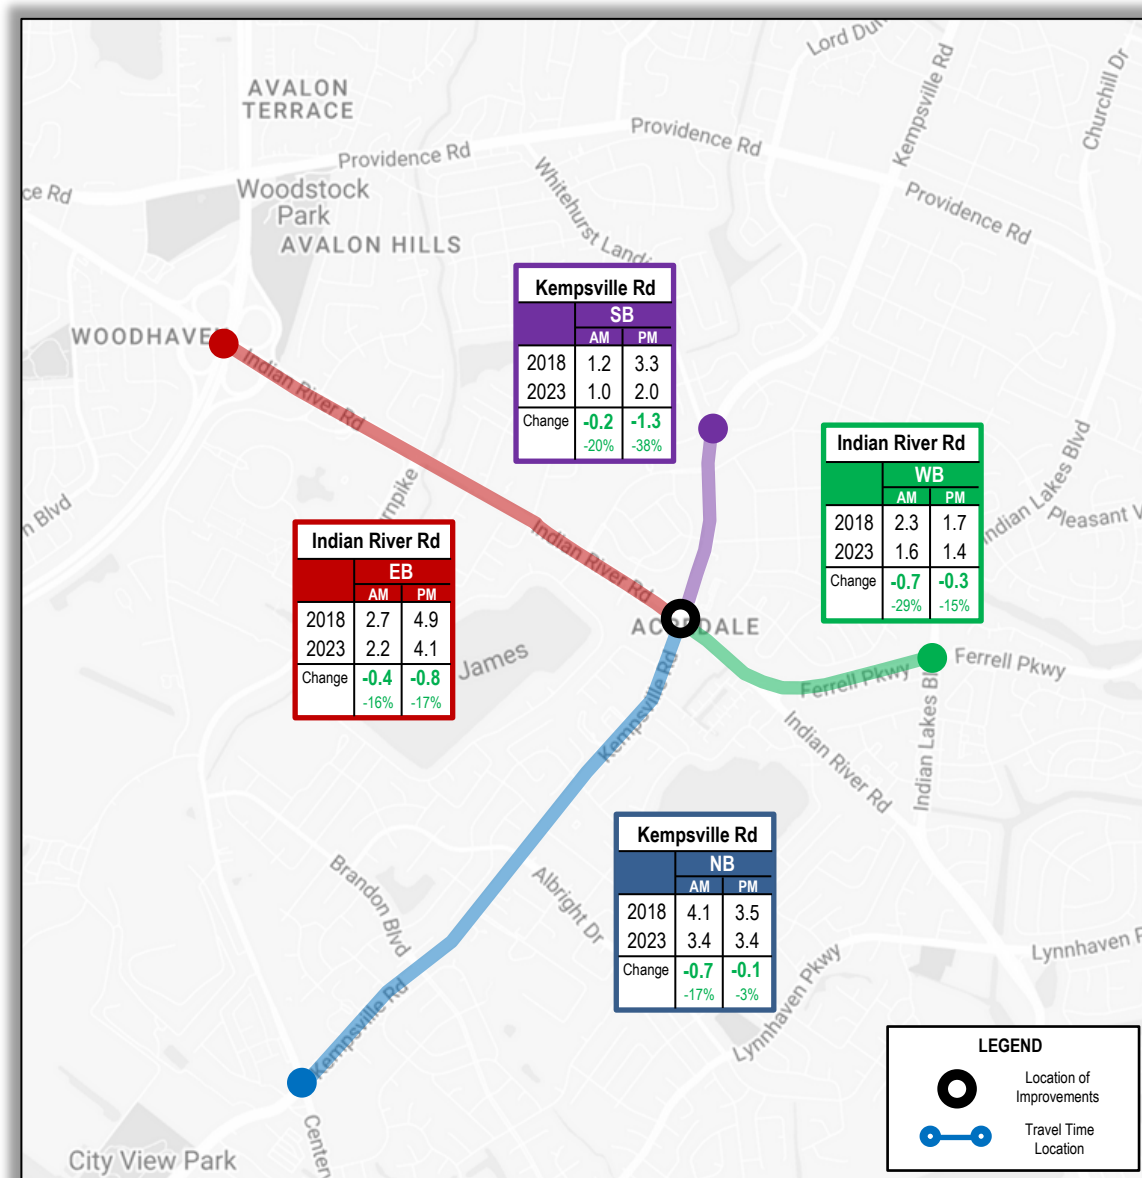 Lord Du
Kempsville Rd
Churchill Dr
AVALON
TERRACE
Providence Rd
Providence Rd
Providence Rd
ce Rd
Woodstock
Park
AVALON HILLS
Whitehurst Landi
Kempsville Rd
SB
AM PM
2018 1.2 3.3
2023 1.0 2.0
Change -0.2 -1.3
-20% -38%
WOODHAVE
Indian River Rd
Indian River Rd
WB
AM PM
2018 2.3 1.7
2023 1.6 1.4
Change -0.7 -0.3
-29% -15%
ndian Lakes Blvd
Pleasant V
n Blvd
rnpike
Indian River Rd
Indian River Rd
EB
AM PM
2018 2.7 4.9
2023 2.2 4.1
Change -0.4 -0.8
-16% -17%
James
AC DALE
Kempsville Rd
Ferrell Pkwy
Ferrell Pkwy
Indian Lakes Bl
Indian River Rd
Kempsville Rd
NB
AM PM
2018 4.1 3.5
2023 3.4 3.4
Change -0.7 -0.1
-17% -3%
Brandon Blvd
Albright Dr
Lynnhaven P
Lynnhaven Pkwy
Kempsville Rd
Center
City View Park
LEGEND
Location of
Improvements
Travel Time
Location